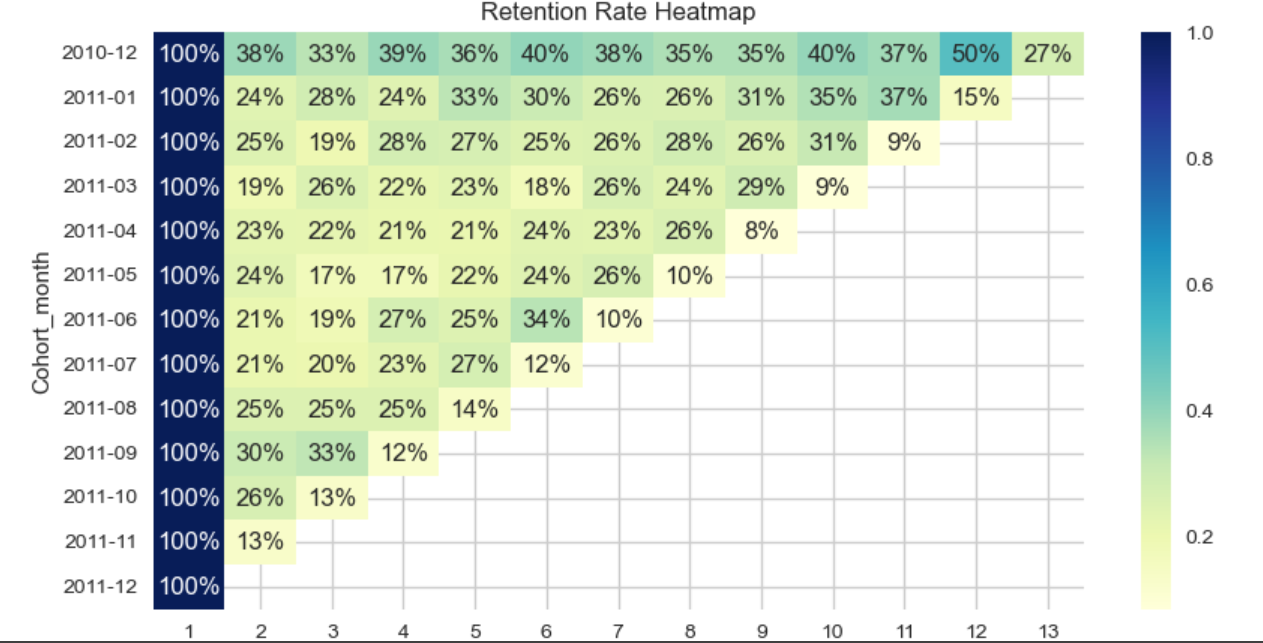 Retention Rate Heatmap
2010-12 100% 38% 33% 39% 36% 40% 38% 35% 35% 40% 37% 50% 27%
2011-01 100% 24% 28% 24% 33% 30% 26% 26% 31% 35% 37% 15%
2011-02 100% 25% 19% 28% 27% 25% 26% 28% 26% 31% 9%
2011-03 100% 19% 26% 22% 23% 18% 26% 24% 29% 9%
2011-04 100% 23% 22% 21% 21% 24% 23% 26% 8%
2011-05 100% 24% 17% 17% 22% 24% 26% 10%
2011-06 100% 21% 19% 27% 25% 34% 10%
2011-07 100% 21% 20% 23% 27% 12%
2011-08 100% 25% 25% 25% 14%
2011-09 100% 30% 33% 12%
2011-10 100% 26% 13%
2011-11 100% 13%
2011-12 100%
1 2 3 4 5 6 7 8 9 10 11 12 13
Cohort_month
1.0
0.8
0.6
0.4
0.2